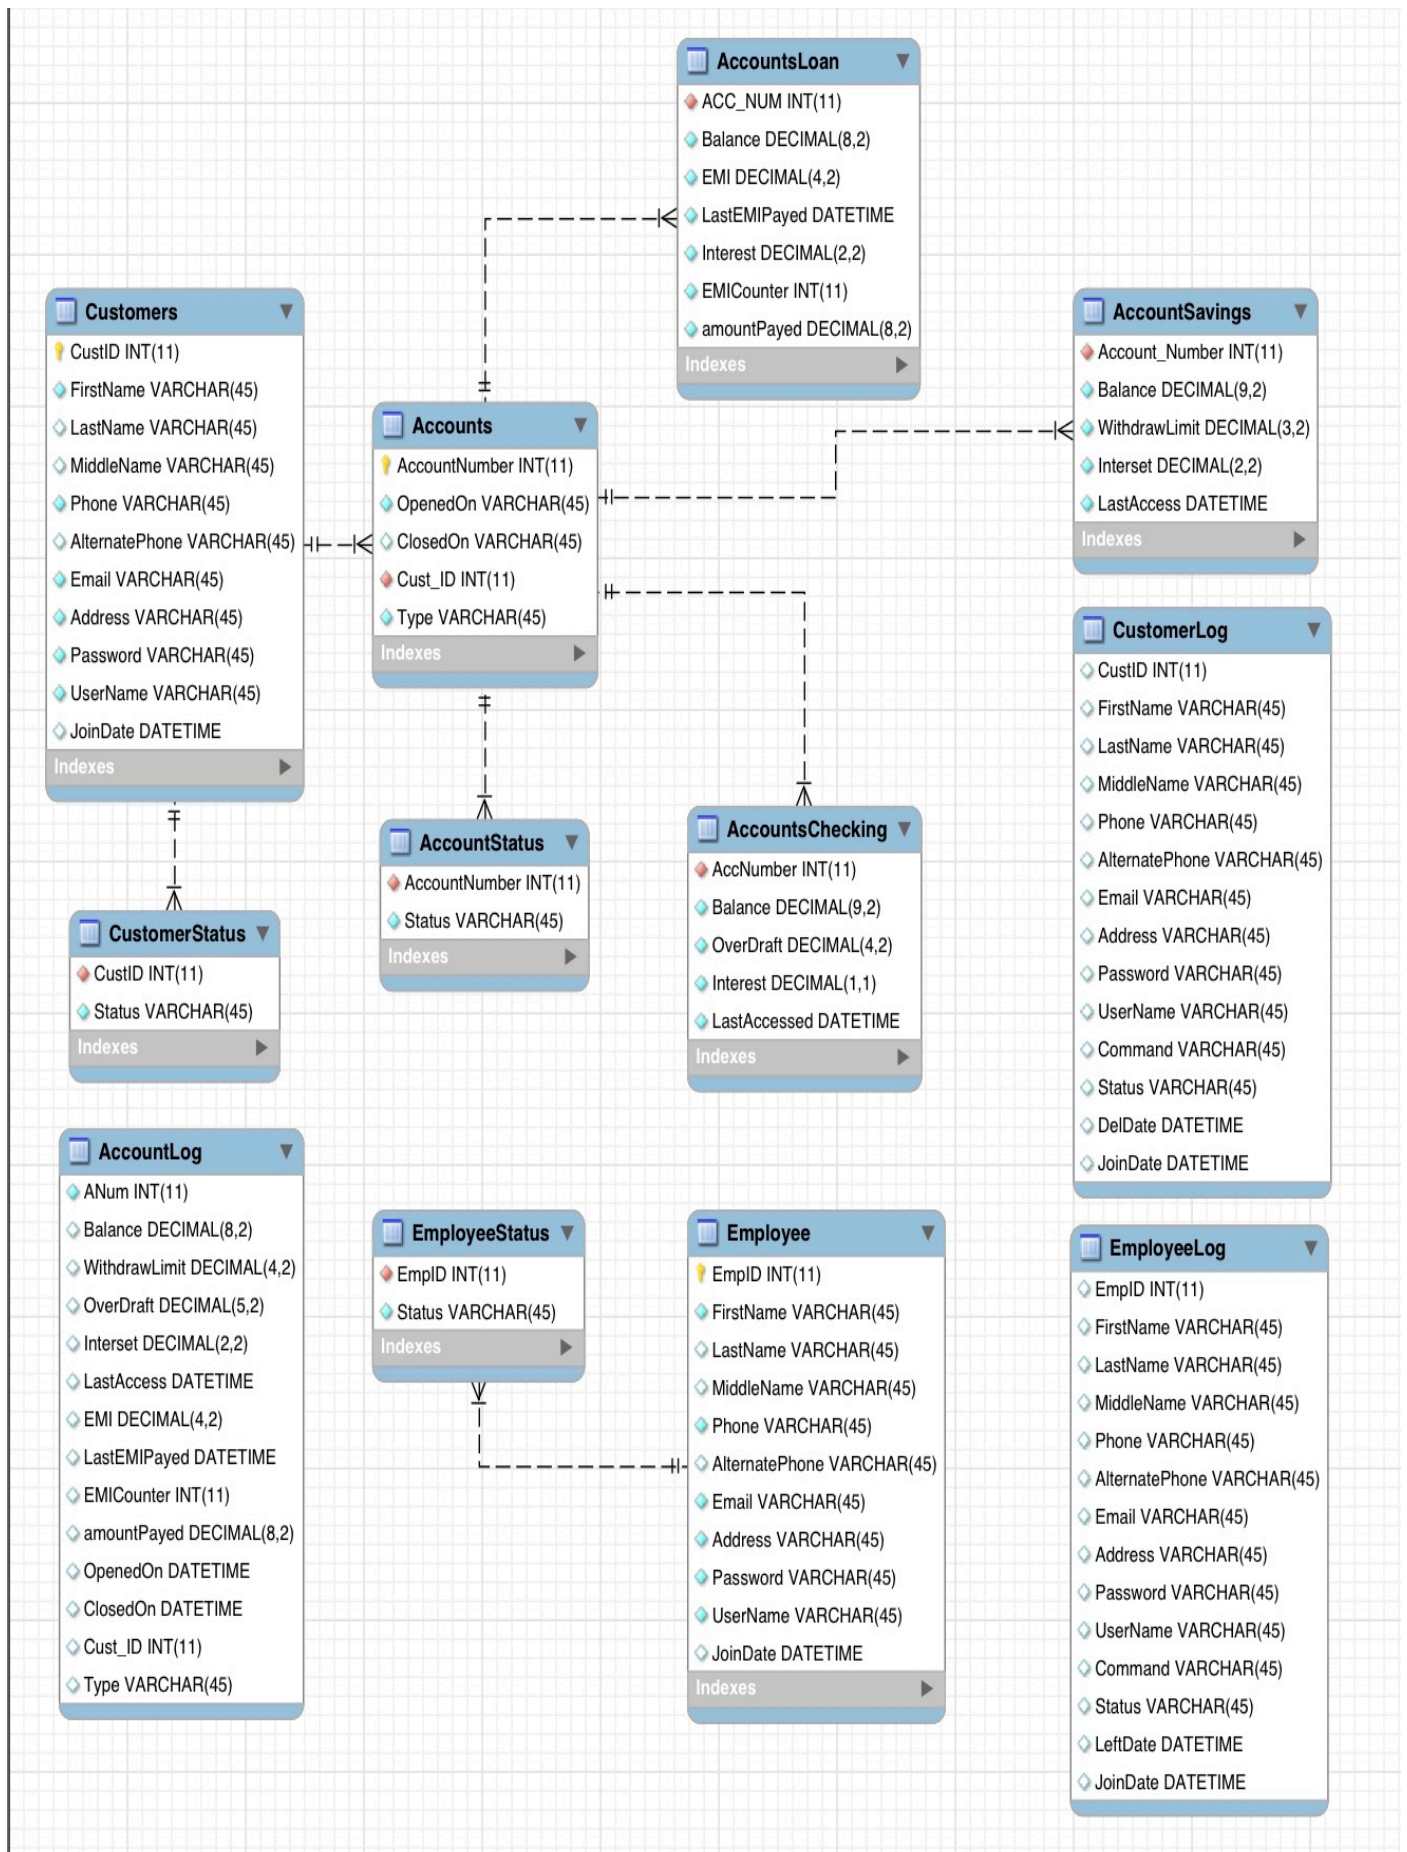 AccountsLoan
ACC_NUM INT(11)
Balance DECIMAL(8,2)
EMI DECIMAL(4,2)
LastEMIPayed DATETIME
Interest DECIMAL(2,2)
EMICounter INT(11)
amountPayed DECIMAL(8,2)
Indexes
Customers
CustID INT(11)
FirstName VARCHAR(45)
LastName VARCHAR(45)
MiddleName VARCHAR(45)
Phone VARCHAR(45)
AlternatePhone VARCHAR(45)
Email VARCHAR(45)
Address VARCHAR(45)
Password VARCHAR(45)
UserName VARCHAR(45)
JoinDate DATETIME
Indexes
Accounts
AccountNumber INT(11)
OpenedOn VARCHAR(45)
ClosedOn VARCHAR(45)
Cust_ID INT(11)
Type VARCHAR(45)
Indexes
AccountSavings
Account_Number INT(11)
Balance DECIMAL(9,2)
WithdrawLimit DECIMAL(3,2)
Interset DECIMAL(2,2)
LastAccess DATETIME
Indexes
CustomerLog
CustID INT(11)
FirstName VARCHAR(45)
LastName VARCHAR(45)
MiddleName VARCHAR(45)
Phone VARCHAR(45)
AlternatePhone VARCHAR(45)
Email VARCHAR(45)
Address VARCHAR(45)
Password VARCHAR(45)
UserName VARCHAR(45)
Command VARCHAR(45)
Status VARCHAR(45)
DelDate DATETIME
JoinDate DATETIME
CustomerStatus
CustID INT(11)
Status VARCHAR(45)
Indexes
AccountStatus
AccountNumber INT(11)
Status VARCHAR(45)
Indexes
AccountsChecking
AccNumber INT(11)
Balance DECIMAL(9,2)
OverDraft DECIMAL(4,2)
Interest DECIMAL(1,1)
LastAccessed DATETIME
Indexes
AccountLog
ANum INT(11)
Balance DECIMAL(8,2)
WithdrawLimit DECIMAL(4,2)
OverDraft DECIMAL(5,2)
Interset DECIMAL(2,2)
LastAccess DATETIME
EMI DECIMAL(4,2)
LastEMIPayed DATETIME
EMICounter INT(11)
amountPayed DECIMAL(8,2)
OpenedOn DATETIME
ClosedOn DATETIME
Cust_ID INT(11)
Type VARCHAR(45)
EmployeeStatus
EmpID INT(11)
Status VARCHAR(45)
Indexes
Employee
EmpID INT(11)
FirstName VARCHAR(45)
LastName VARCHAR(45)
MiddleName VARCHAR(45)
Phone VARCHAR(45)
AlternatePhone VARCHAR(45)
Email VARCHAR(45)
Address VARCHAR(45)
Password VARCHAR(45)
UserName VARCHAR(45)
JoinDate DATETIME
Indexes
EmployeeLog
EmpID INT(11)
FirstName VARCHAR(45)
LastName VARCHAR(45)
MiddleName VARCHAR(45)
Phone VARCHAR(45)
AlternatePhone VARCHAR(45)
Email VARCHAR(45)
Address VARCHAR(45)
Password VARCHAR(45)
UserName VARCHAR(45)
Command VARCHAR(45)
Status VARCHAR(45)
LeftDate DATETIME
JoinDate DATETIME